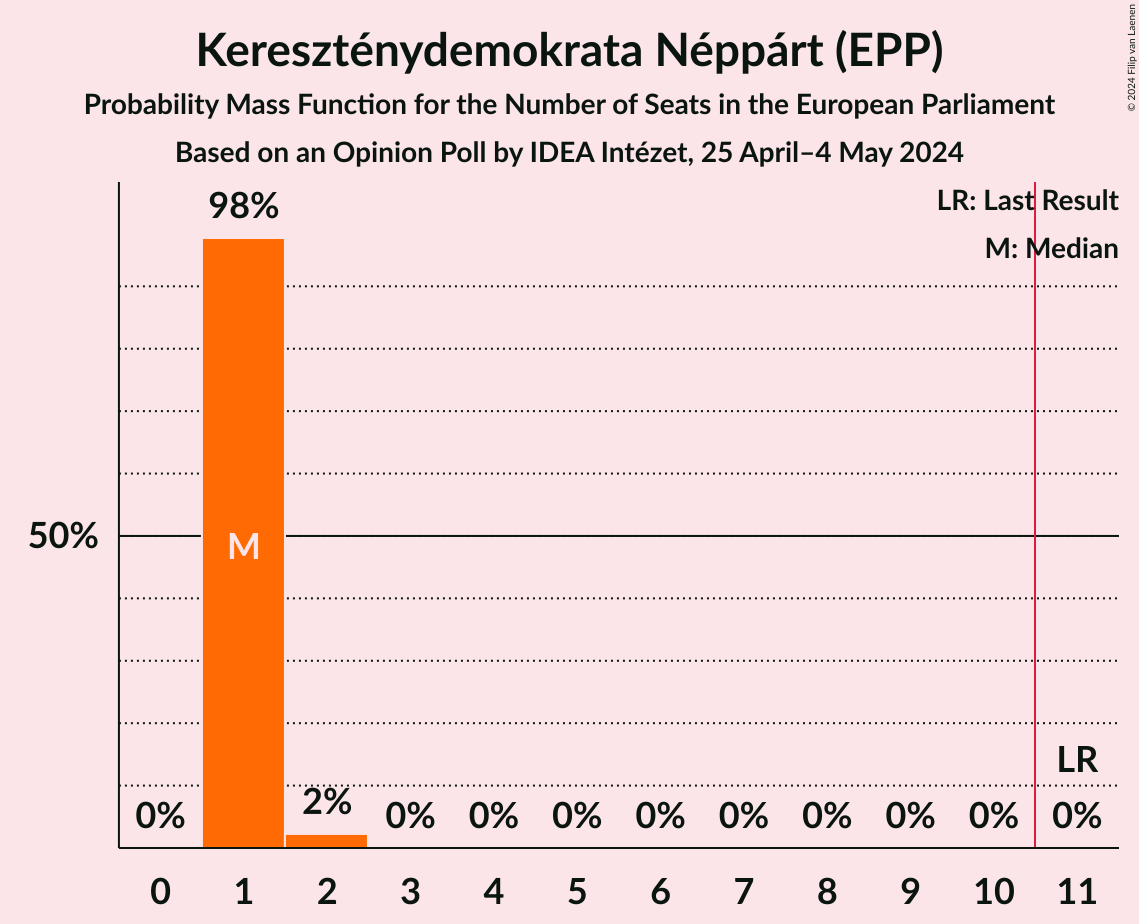 Kereszténydemokrata Néppárt (EPP)
Probability Mass Function for the Number of Seats in the European Parliament
Based on an Opinion Poll by IDEA Intézet, 25 April–4 May 2024
© 2024 Filip van Laenen
LR: Last Result
M: Median
98%
50%
M
LR
0% 2% 0% 0% 0% 0% 0% 0% 0% 0% 0%
0 1 2 3 4 5 6 7 8 9 10 11